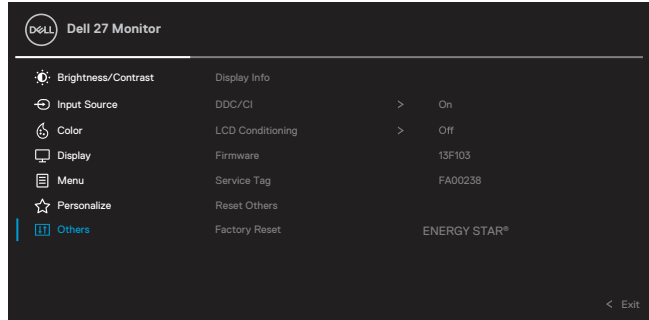 DELL Dell 27 Monitor
Brightness/Contrast Display Info
Input Source DDC/CI > On
Color LCD Conditioning > Off
Display Firmware 13F103
Menu Service Tag FA00238
Personalize Reset Others
Others Factory Reset ENERGY STAR®
< Exit